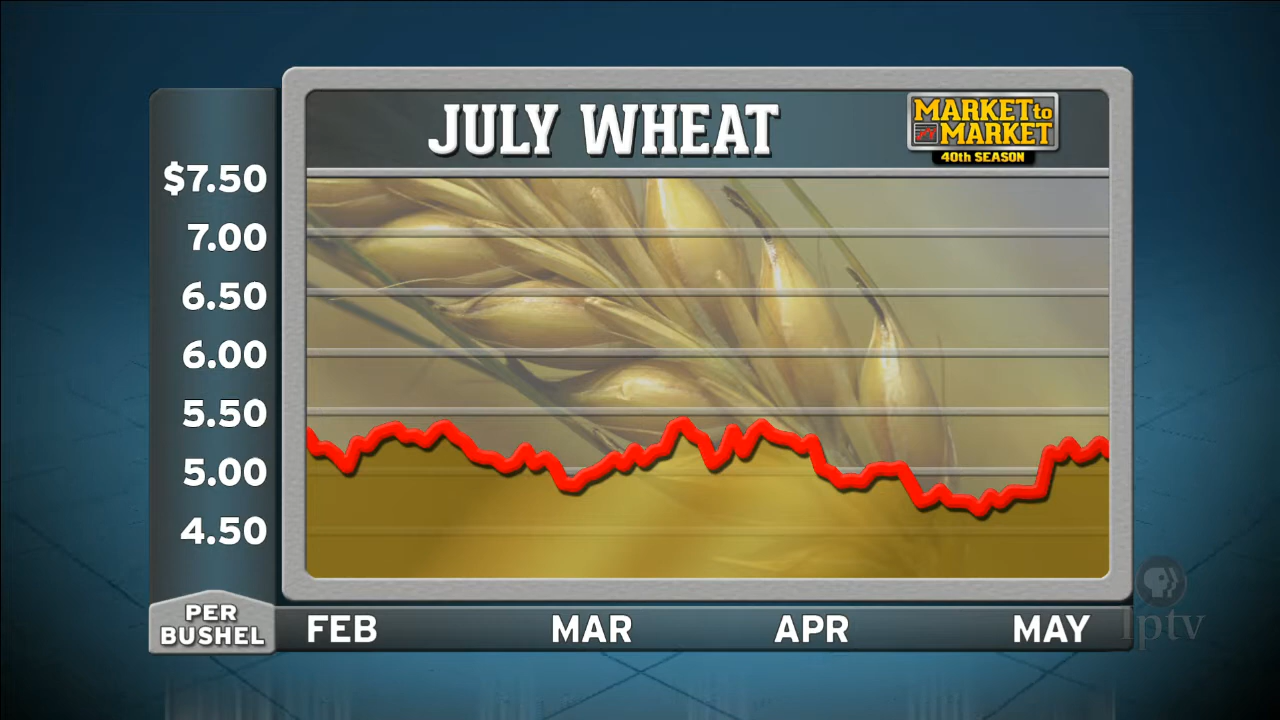 JULY WHEAT
MARKET to
MARKET
40th SEASON
$7.50
7.00
6.50
6.00
5.50
5.00
4.50
PER
BUSHEL
FEB MAR APR MAY
Iptv